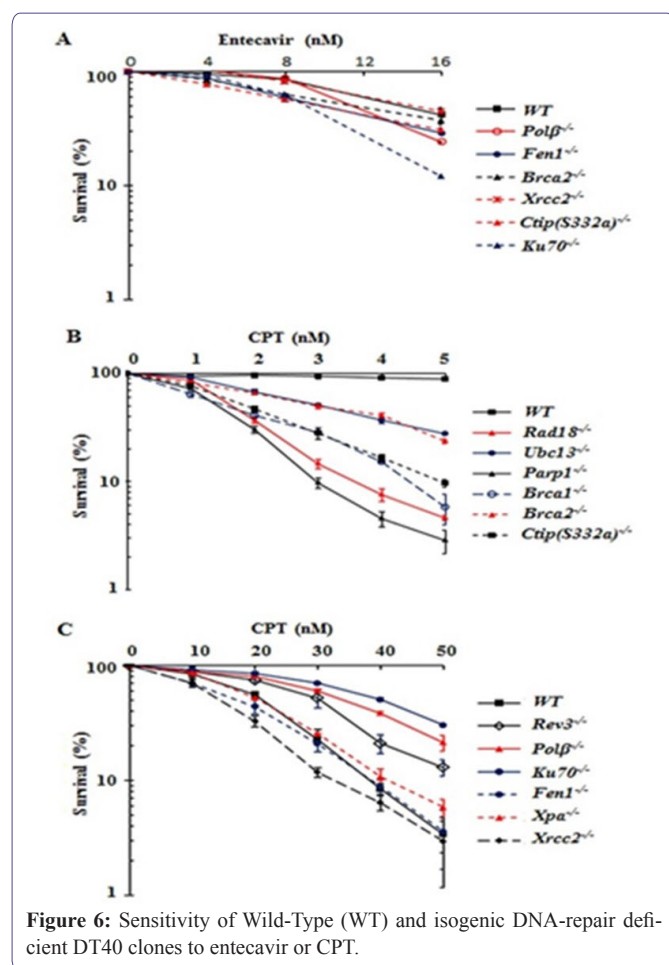 A
Entecavir (nM)
0 4 8 12 16
100
10
1
Survival (%)
WT
Polβ-/-
Fen1-/-
Brca2-/-
Xrcc2-/-
Ctip(S332a)-/-
Ku70-/-
B
CPT (nM)
0 1 2 3 4 5
100
10
1
Survival (%)
WT
Rad18-/-
Ubc13-/-
Parp1-/-
Brca1-/-
Brca2-/-
Ctip(S332a)-/-
C
CPT (nM)
0 10 20 30 40 50
100
10
1
Survival (%)
WT
Rev3-/-
Polβ-/-
Ku70-/-
Fen1-/-
Xpa-/-
Xrcc2-/-
Figure 6: Sensitivity of Wild-Type (WT) and isogenic DNA-repair defi-
cient DT40 clones to entecavir or CPT.